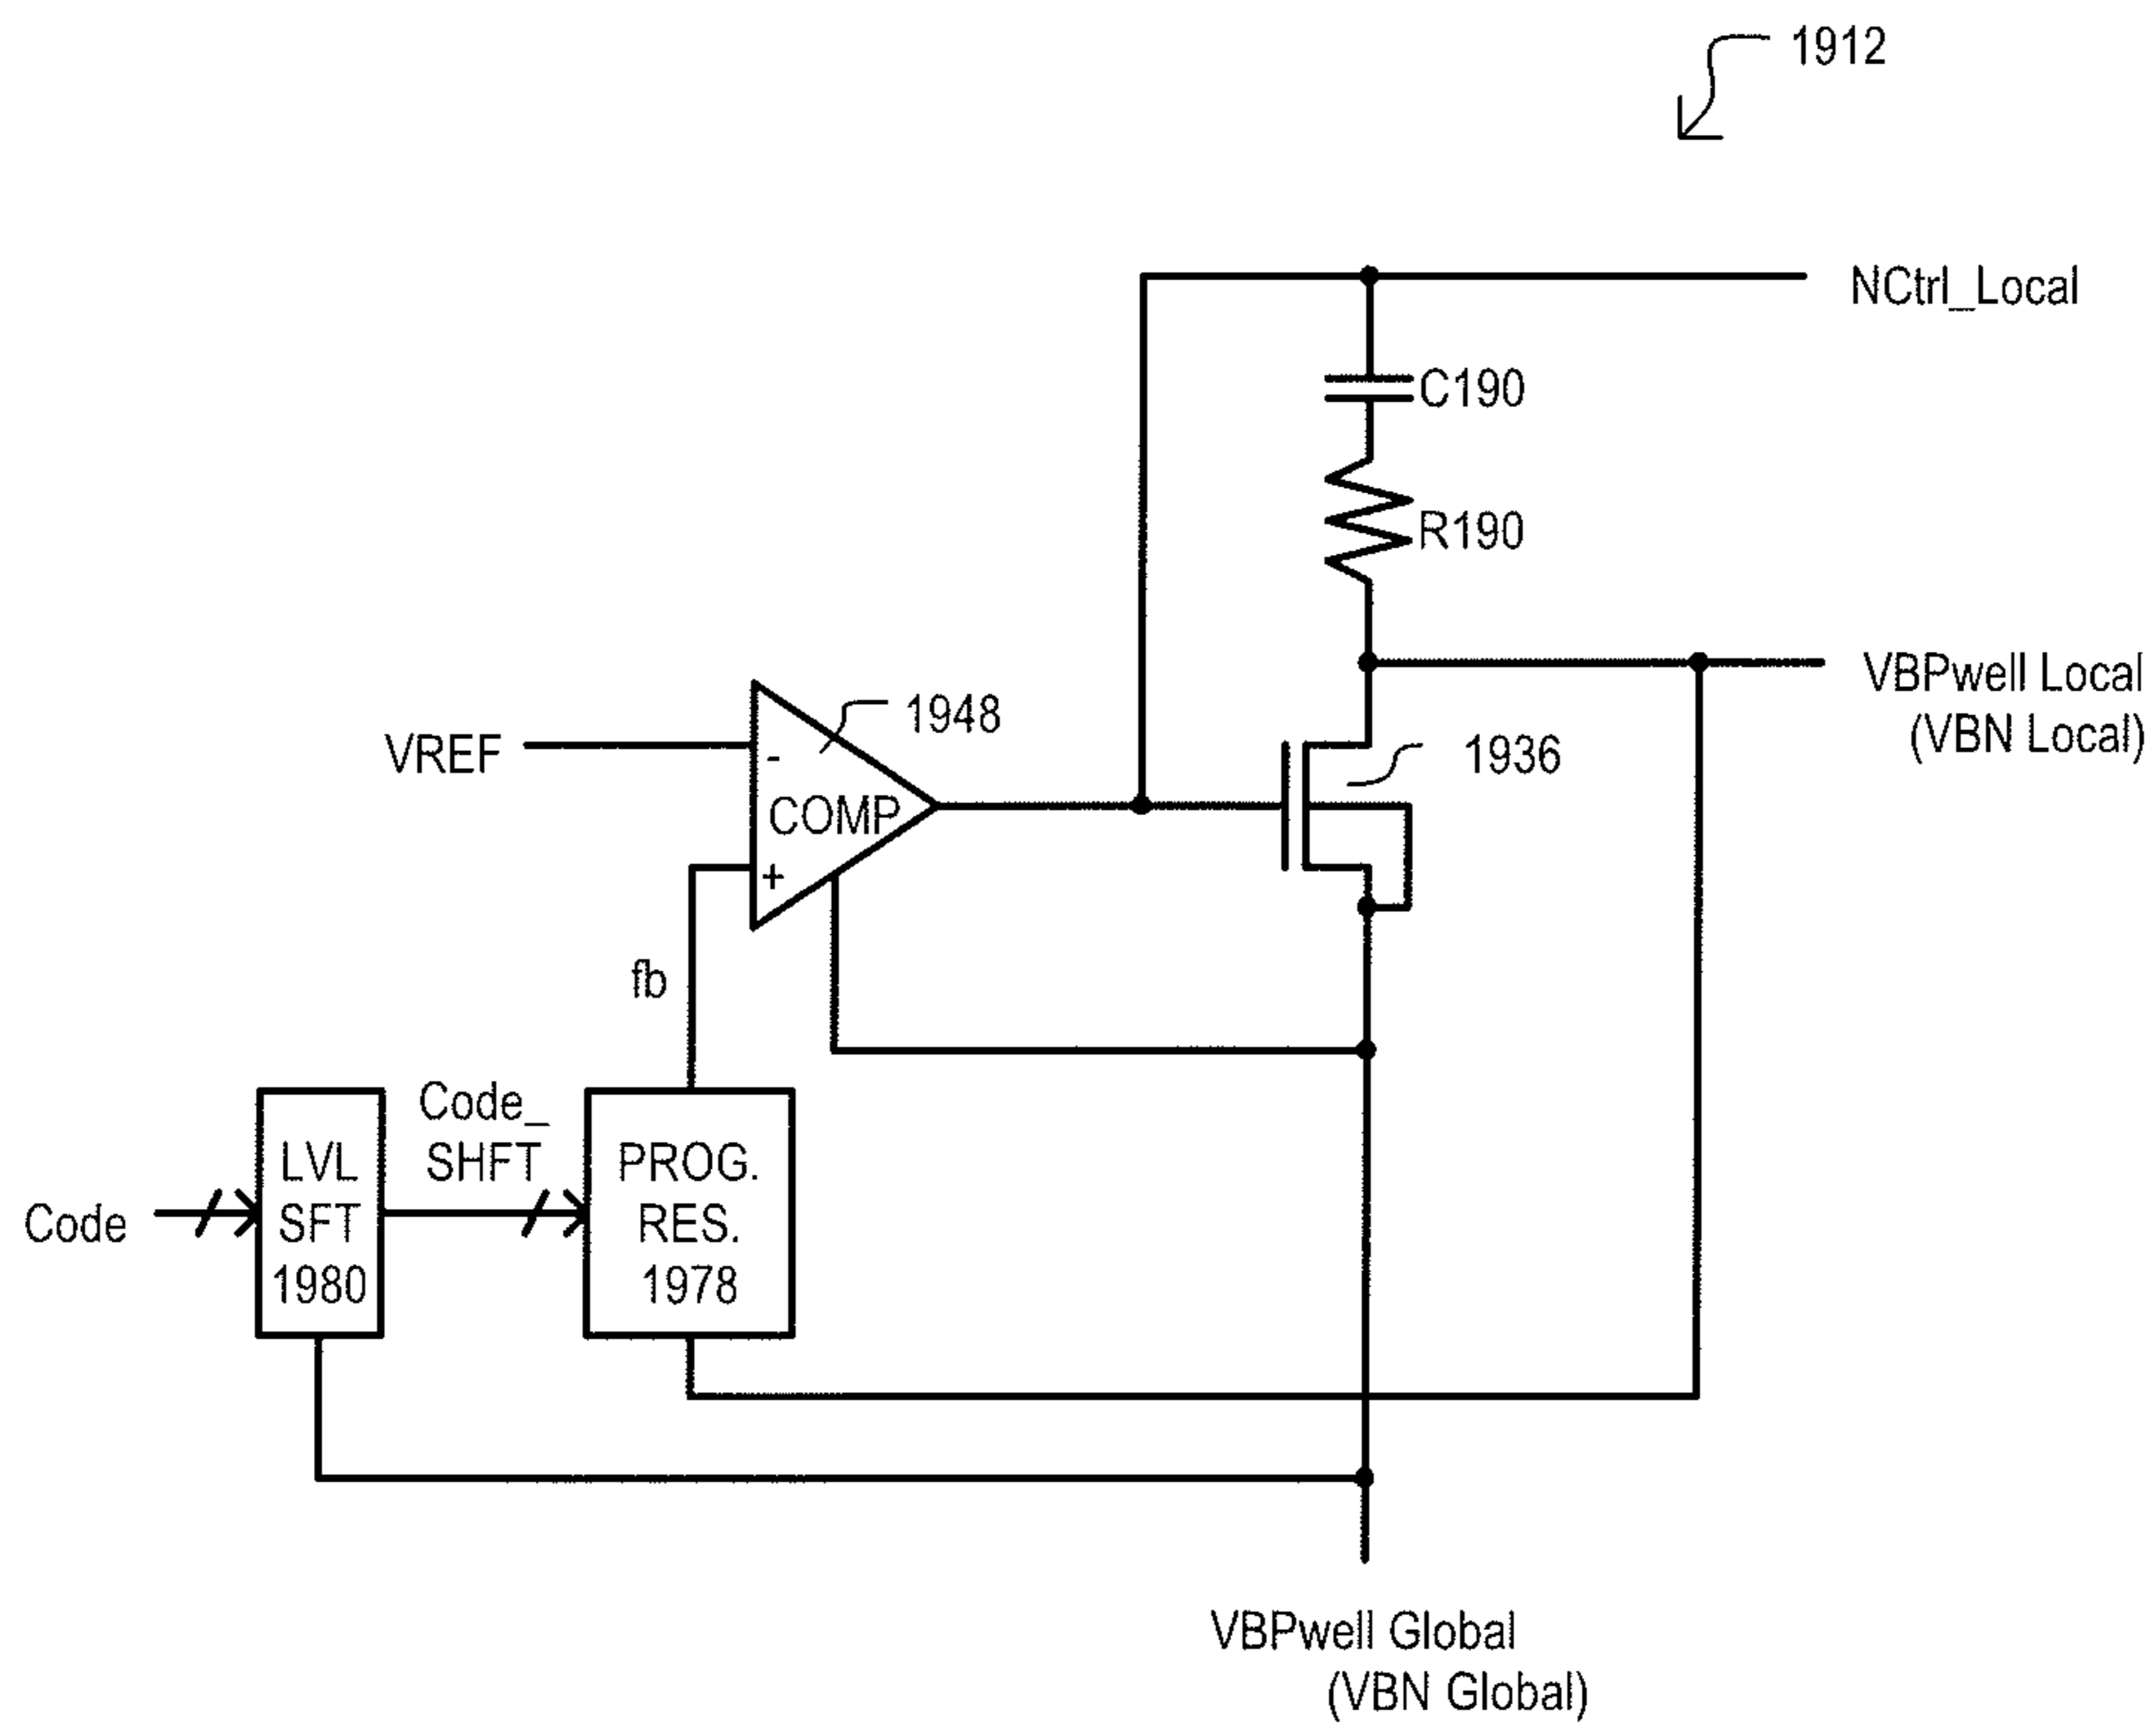 1912
NCtrl_Local
C190
R190
VBPwell Local
(VBN Local)
1948
1936
VREF
-
COMP
+
fb
Code_
SHFT
LVL
SFT
1980
PROG.
RES.
1978
Code
VBPwell Global
(VBN Global)